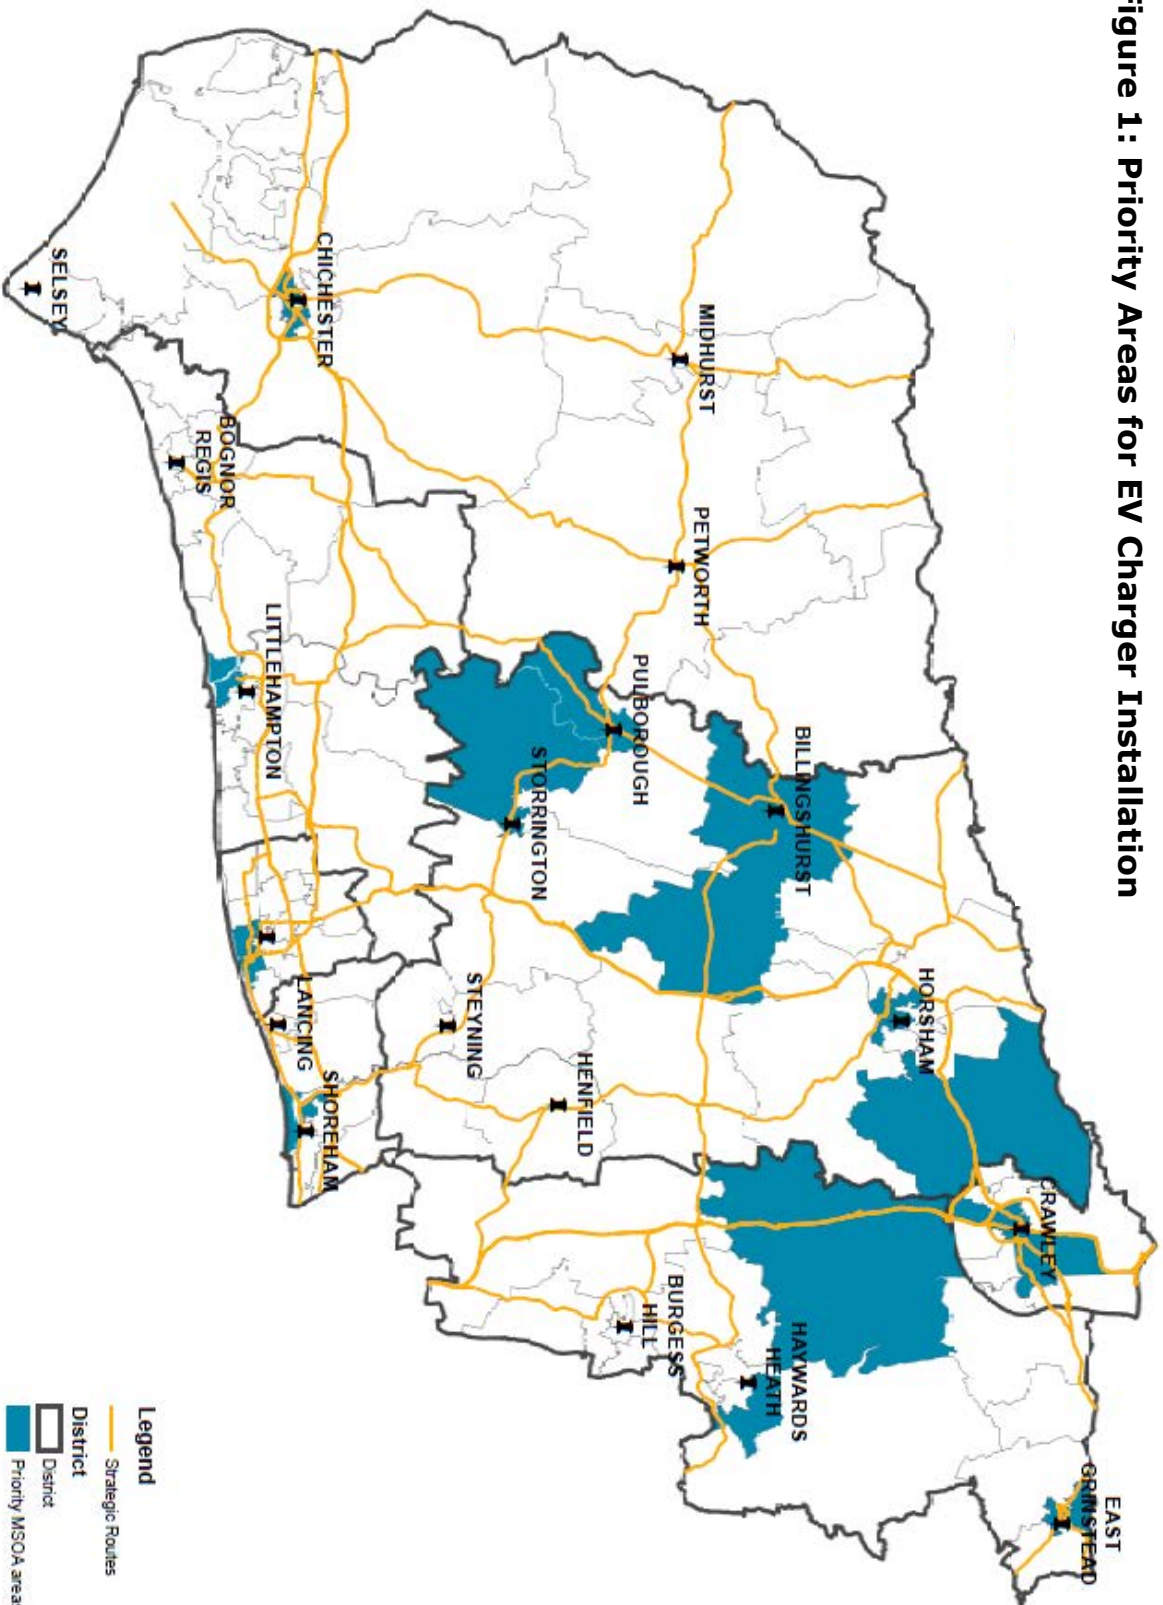 Figure 1: Priority Areas for EV Charger Installation
EAST
GRINSTEAD
CRAWLEY
HORSHAM
HAYWARDS
HEATH
BILLINGSHURST
MIDHURST
PETWORTH
PULBOROUGH
BURGESS
HILL
HENFIELD
STORRINGTON
STEYNING
CHICHESTER
SHOREHAM
LANCING
LITTLEHAMPTON
BOGNOR
REGIS
SELSEY
Legend
Strategic Routes
District
District
Priority MSOA areas